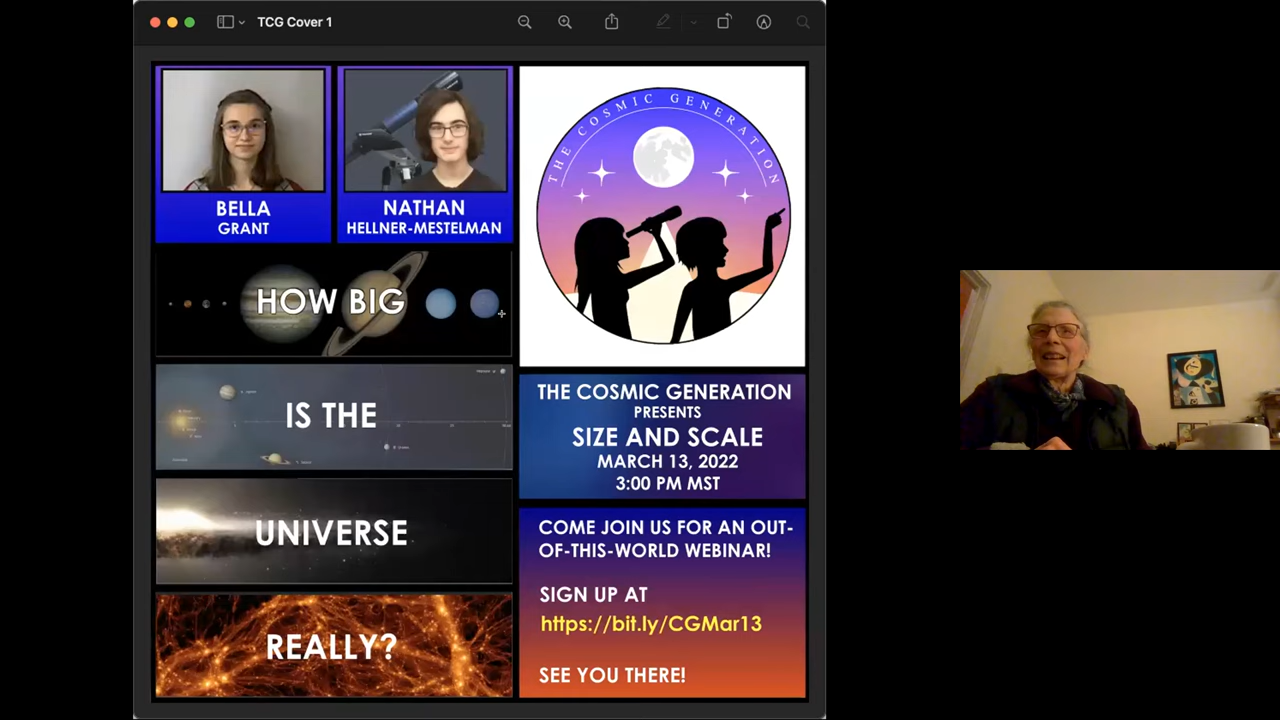 TCG Cover 1
BELLA
GRANT
NATHAN
HELLNER-MESTELMAN
HOW BIG
IS THE
UNIVERSE
REALLY?
THE COSMIC GENERATION
THE COSMIC GENERATION
PRESENTS
SIZE AND SCALE
MARCH 13, 2022
3:00 PM MST
COME JOIN US FOR AN OUT-
OF-THIS-WORLD WEBINAR!
SIGN UP AT
https://bit.ly/CGMar13
SEE YOU THERE!